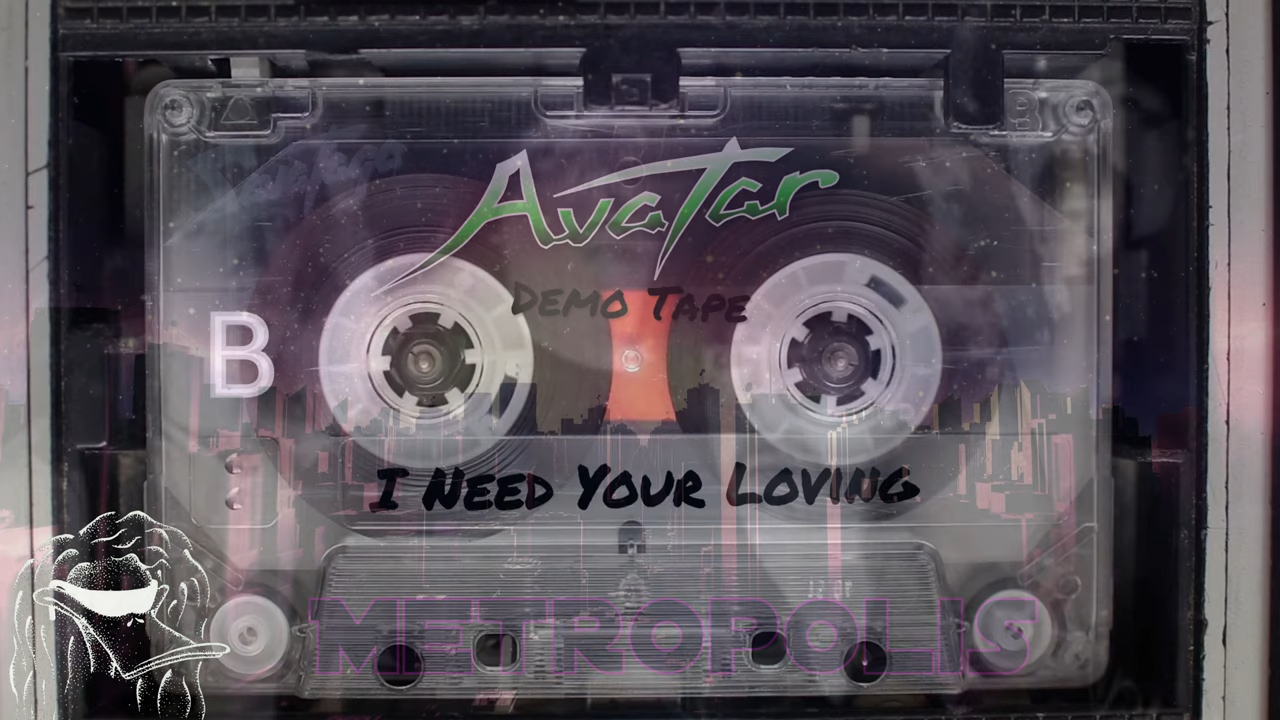 B
Avatar
Demo Tape
B
I Need Your Loving
METROPOLIS